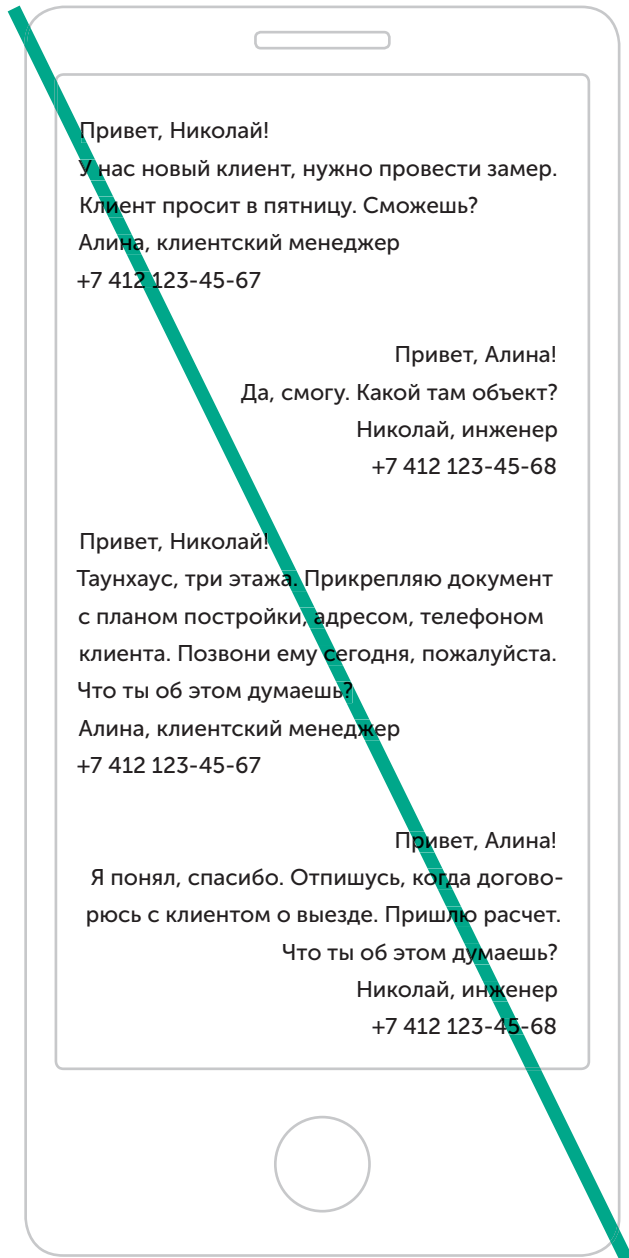 Привет, Николай!
У нас новый клиент, нужно провести замер.
Клиент просит в пятницу. Сможешь?
Алина, клиентский менеджер
+7 412 123-45-67
Привет, Алина!
Да, смогу. Какой там объект?
Николай, инженер
+7 412 123-45-68
Привет, Николай!
Таунхаус, три этажа. Прикрепляю документ
с планом постройки, адресом, телефоном
клиента. Позвони ему сегодня, пожалуйста.
Что ты об этом думаешь?
Алина, клиентский менеджер
+7 412 123-45-67
Привет, Алина!
Я понял, спасибо. Отпишусь, когда догово-
рюсь с клиентом о выезде. Пришлю расчет.
Что ты об этом думаешь?
Николай, инженер
+7 412 123-45-68